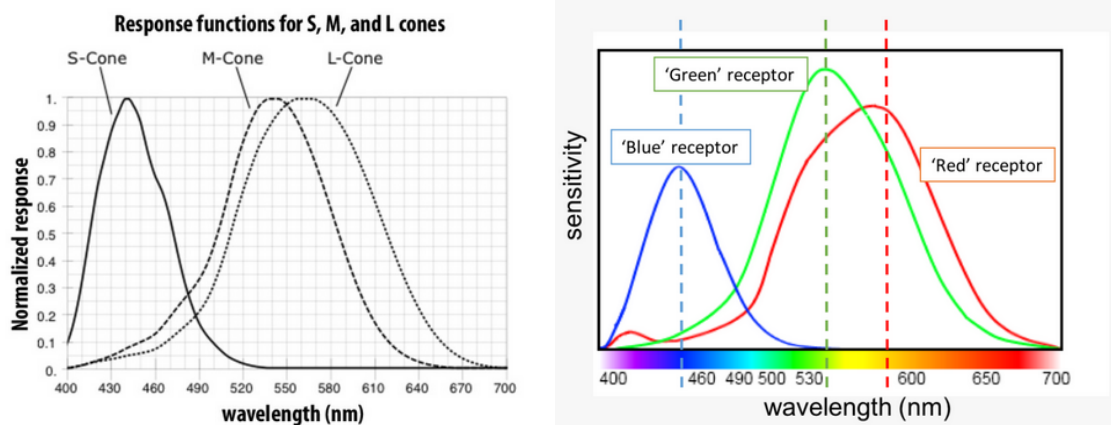 Response functions for S, M, and L cones
S-Cone
M-Cone
L-Cone
Normalized response
1.
0.9
0.8
0.7
0.6
0.5
0.4
0.3
0.2
0.1
0.
400 430 460 490 520 550 580 610 640 670 700
wavelength (nm)
'Green' receptor
'Blue' receptor
'Red' receptor
sensitivity
400 460 490 500 530 600 650 700
wavelength (nm)